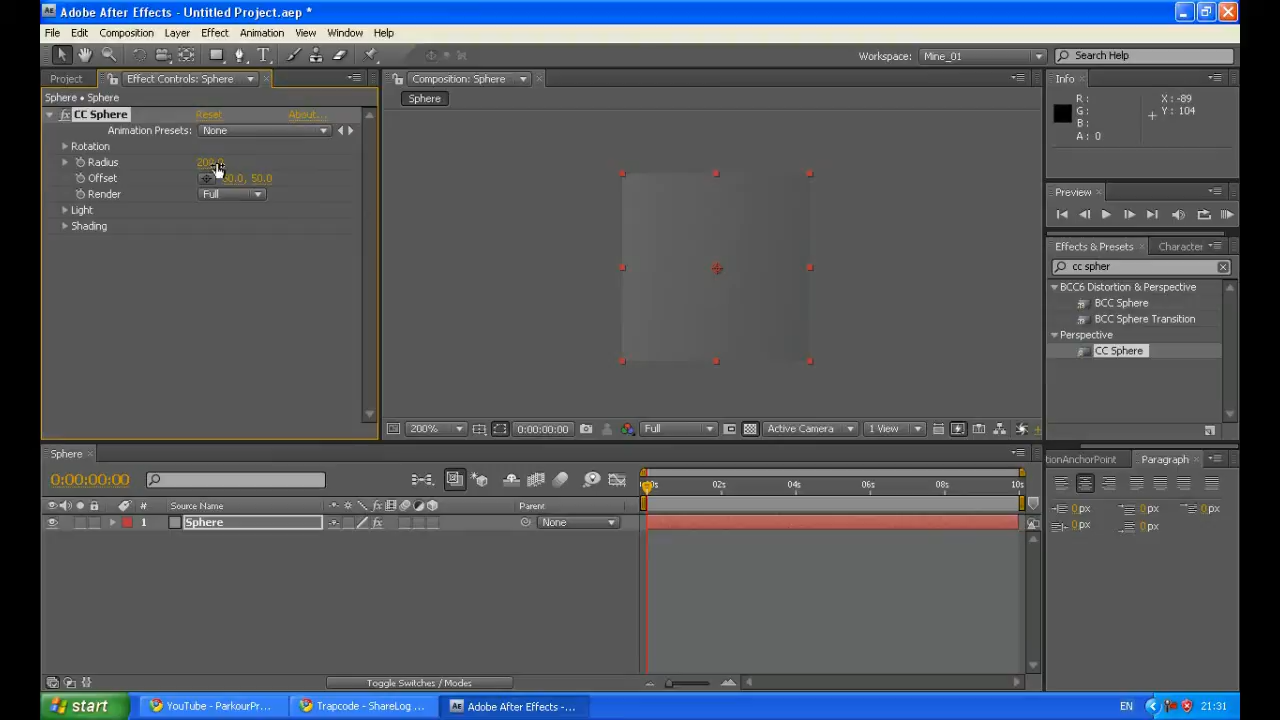 Adobe After Effects - Untitled Project.aep *
File Edit Composition Layer Effect Animation View Window Help
Workspace: Mine_01 Search Help
Project Effect Controls: Sphere Composition: Sphere Info
Sphere • Sphere
Sphere
CC Sphere Reset About...
Animation Presets: None
Rotation
Radius 200.0
Offset 50.0, 50.0
Render Full
Light
Shading
R: X: -89
G: Y: 104
B:
A: 0
Preview
Effects & Presets Character
cc spher
BCC6 Distortion & Perspective
BCC Sphere
BCC Sphere Transition
Perspective
CC Sphere
200% 0:00:00:00 Full Active Camera 1 View
Sphere
tionAnchorPoint Paragraph
0:00:00:00
02s 04s 06s 08s 10s
# Source Name Parent
1 Sphere None
0 px 0 px 0 px
0 px 0 px
Toggle Switches / Modes
start YouTube - ParkourPr... Trapcode - ShareLog ... Adobe After Effects -... EN 21:31